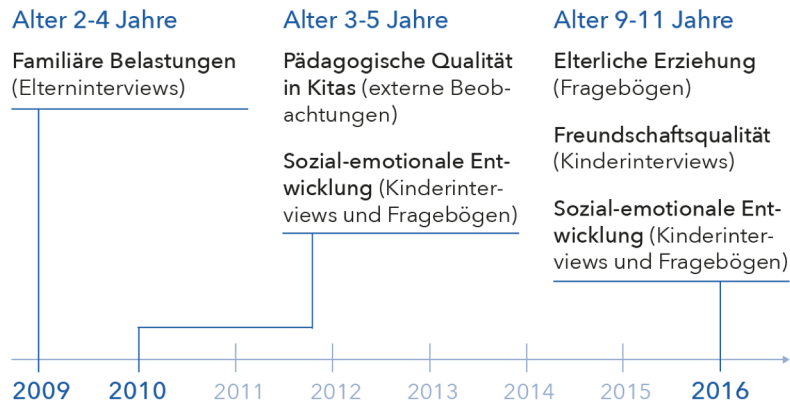 Alter 2-4 Jahre
Familiäre Belastungen
(Elterninterviews)
Alter 3-5 Jahre
Pädagogische Qualität
in Kitas (externe Beob-
achtungen)
Sozial-emotionale Ent-
wicklung (Kinderinter-
views und Fragebögen)
Alter 9-11 Jahre
Elterliche Erziehung
(Fragebögen)
Freundschaftsqualität
(Kinderinterviews)
Sozial-emotionale Ent-
wicklung (Kinderinter-
views und Fragebögen)
2009 2010 2011 2012 2013 2014 2015 2016